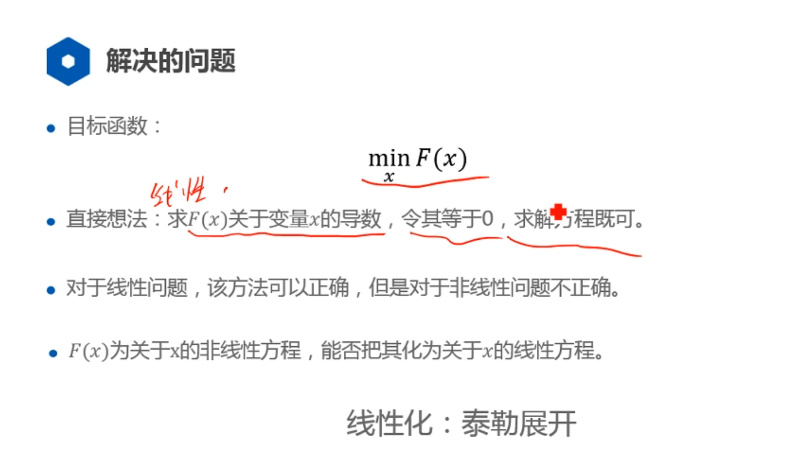 解决的问题
目标函数：
min F(x)
x
线性
直接想法：求F(x)关于变量x的导数，令其等于0，求解方程既可。
对于线性问题，该方法可以正确，但是对于非线性问题不正确。
F(x)为关于x的非线性方程，能否把其化为关于x的线性方程。
线性化：泰勒展开